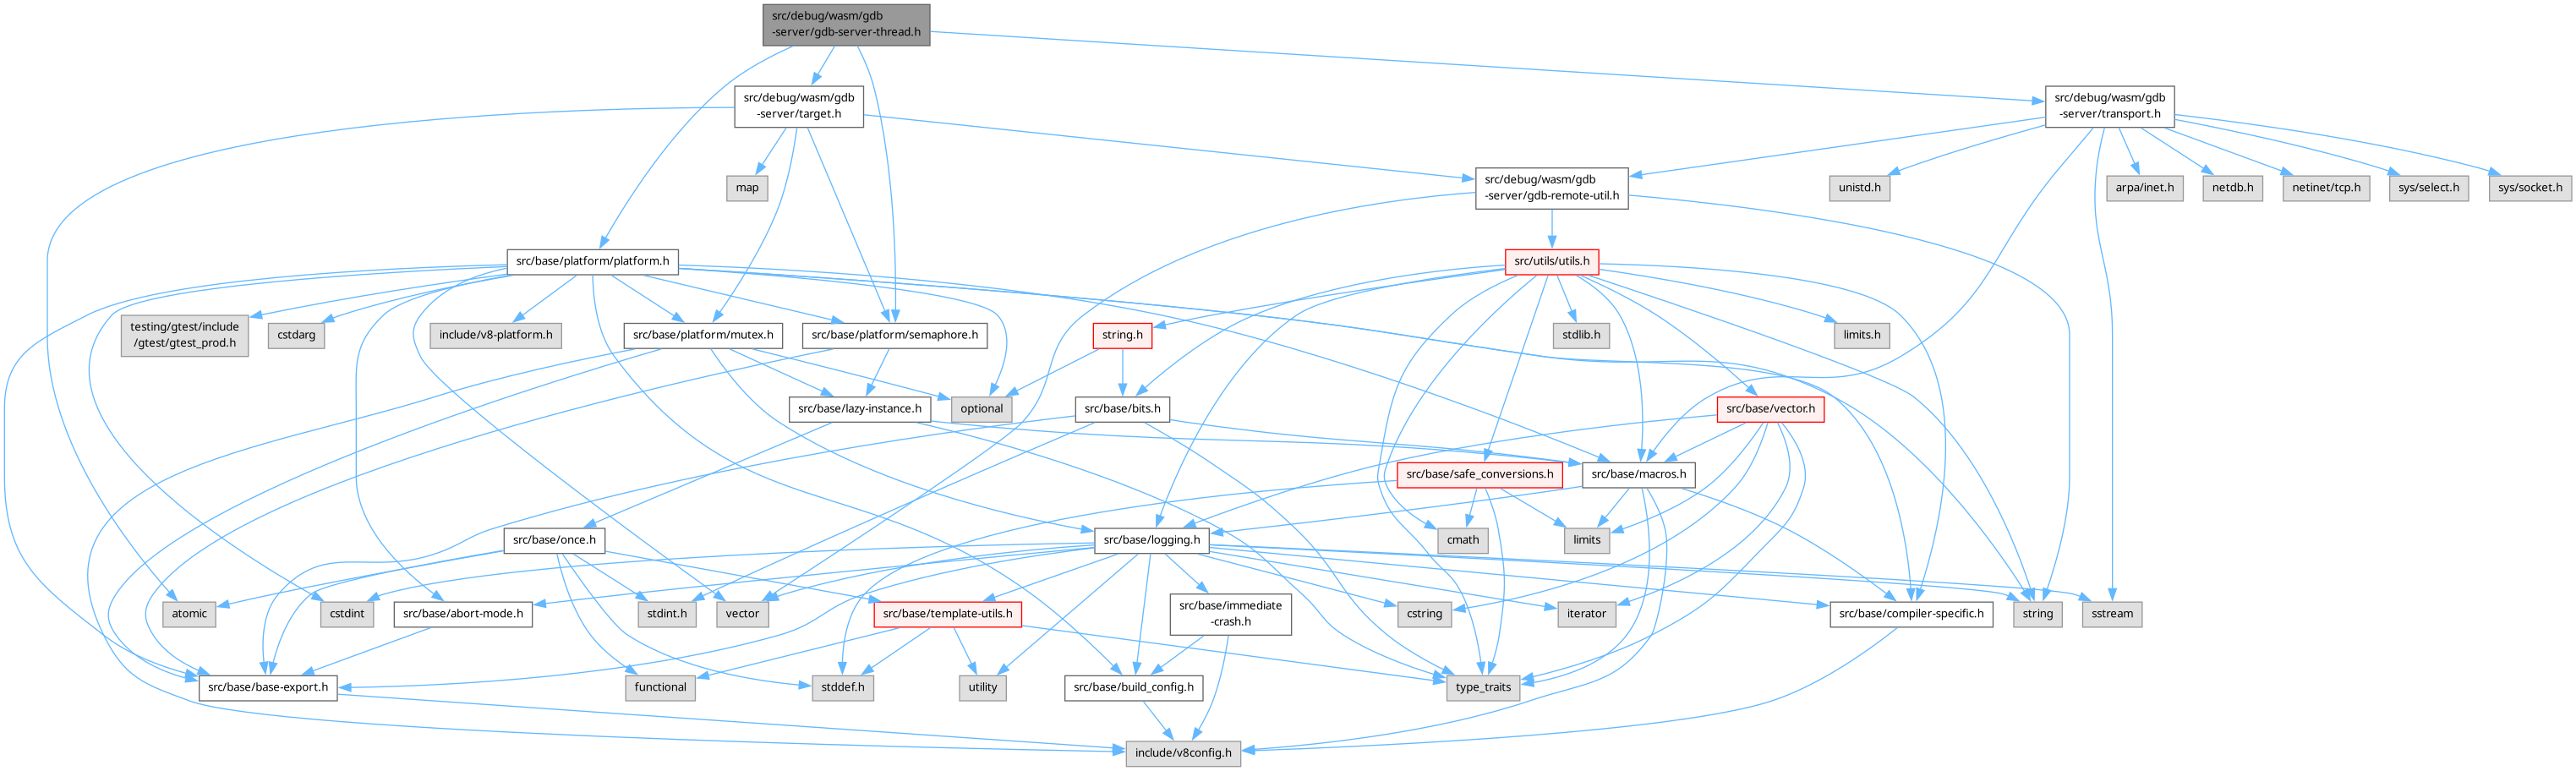 src/debug/wasm/gdb
-server/gdb-server-thread.h
src/debug/wasm/gdb
-server/target.h
src/debug/wasm/gdb
-server/transport.h
map
src/debug/wasm/gdb
-server/gdb-remote-util.h
unistd.h
arpa/inet.h
netdb.h
netinet/tcp.h
sys/select.h
sys/socket.h
src/base/platform/platform.h
src/utils/utils.h
testing/gtest/include
/gtest/gtest_prod.h
cstdarg
include/v8-platform.h
src/base/platform/mutex.h
src/base/platform/semaphore.h
string.h
stdlib.h
limits.h
src/base/lazy-instance.h
optional
src/base/bits.h
src/base/vector.h
src/base/safe_conversions.h
src/base/macros.h
src/base/once.h
src/base/logging.h
cmath
limits
atomic
cstdint
src/base/abort-mode.h
stdint.h
vector
src/base/template-utils.h
src/base/immediate
-crash.h
cstring
iterator
src/base/compiler-specific.h
string
sstream
src/base/base-export.h
functional
stddef.h
utility
src/base/build_config.h
type_traits
include/v8config.h